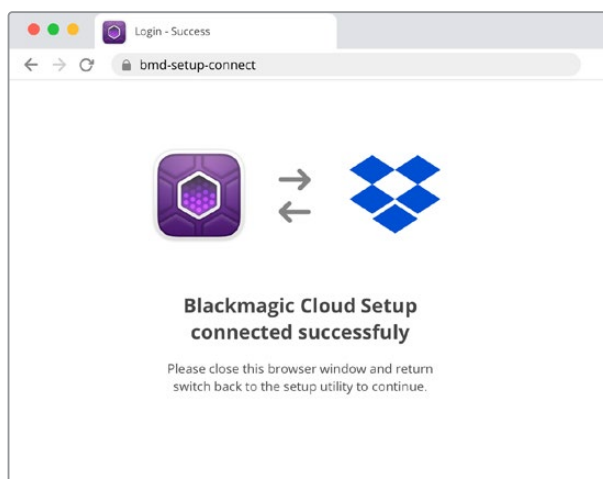 Login - Success
bmd-setup-connect
Blackmagic Cloud Setup
connected successfuly
Please close this browser window and return
switch back to the setup utility to continue.